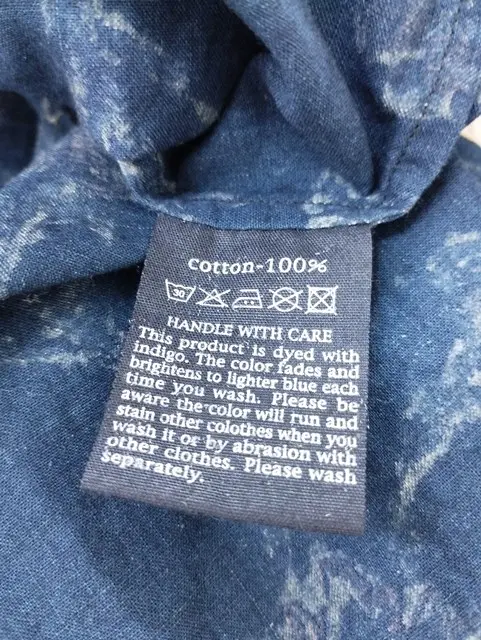 cotton-100%
30
HANDLE WITH CARE
This product is dyed with
indigo. The color fades and
brightens to lighter blue each
time you wash. Please be
aware the color will run and
stain other colothes when you
wash it or by abrasion with
other clothes. Please wash
separately.